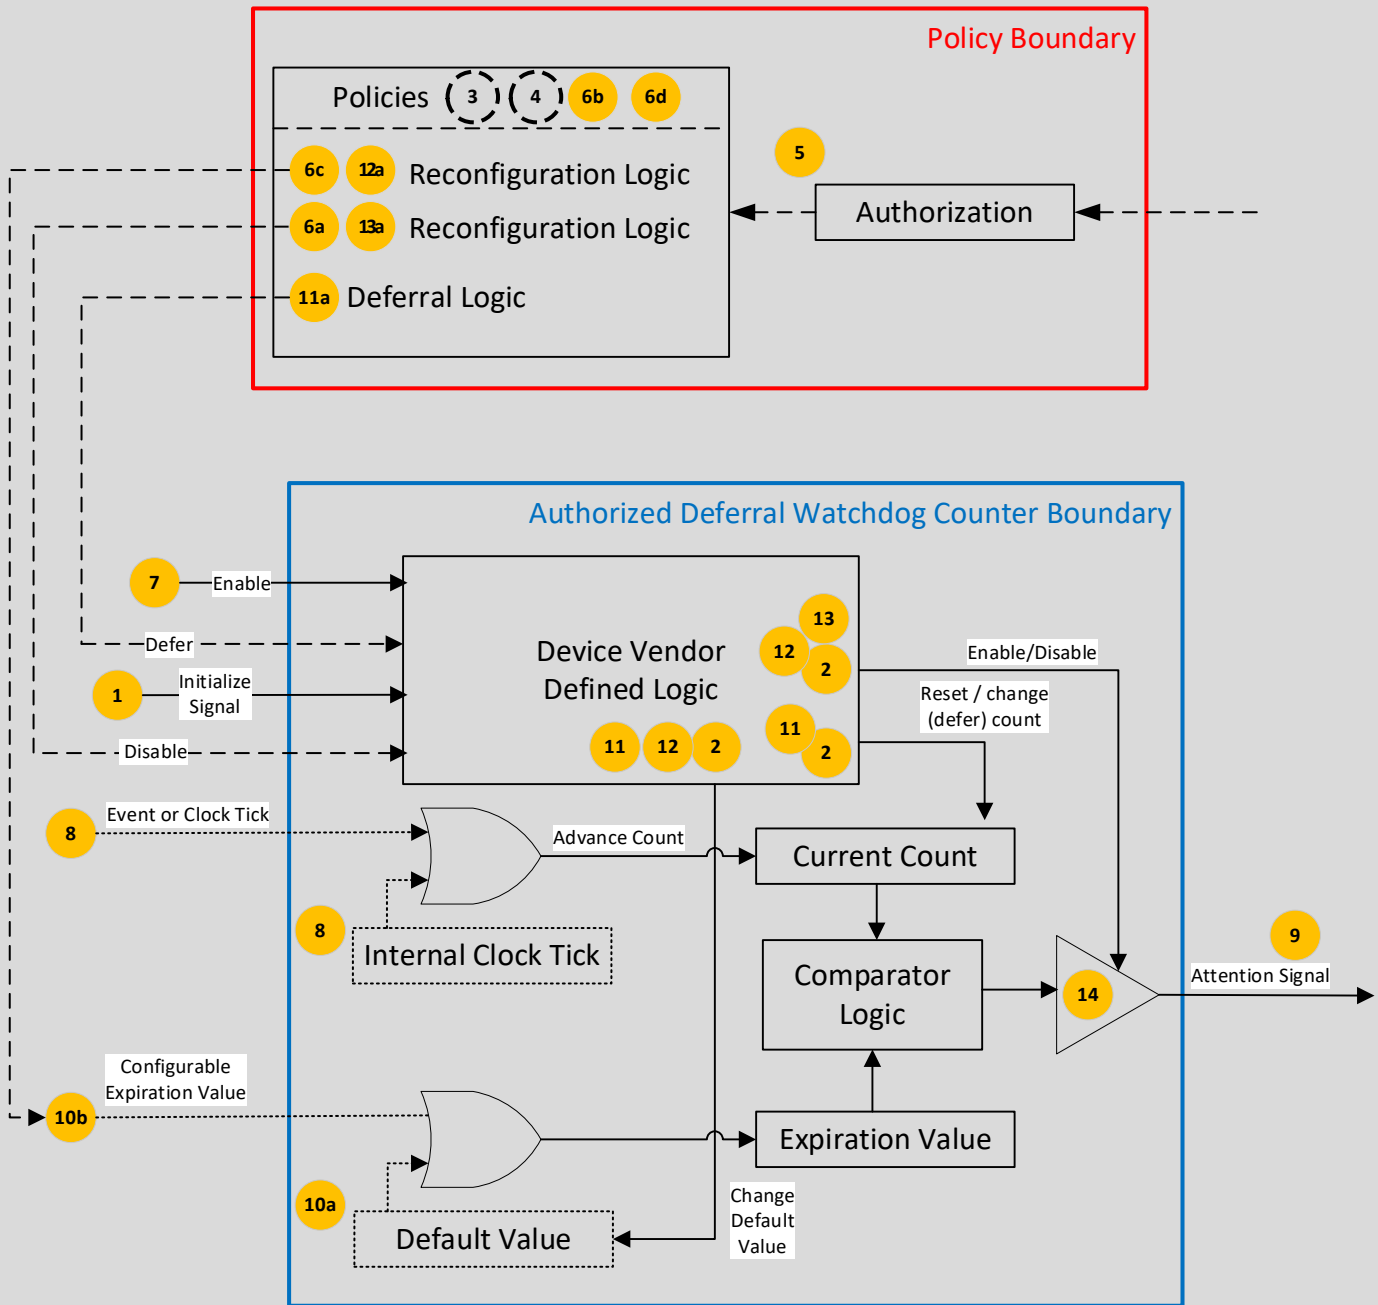 Policy Boundary
Policies 3 4 6b 6d
6c 12a Reconfiguration Logic
6a 13a Reconfiguration Logic
11a Deferral Logic
5
Authorization
Authorized Deferral Watchdog Counter Boundary
7 Enable
Defer
1 Initialize
Signal
Disable
Device Vendor
Defined Logic
13
12
2
11
2
11 12 2
Enable/Disable
Reset / change
(defer) count
8 Event or Clock Tick
Advance Count
Current Count
8
Internal Clock Tick
Comparator
Logic
14
9
Attention Signal
Configurable
Expiration Value
10b
Expiration Value
10a
Default Value
Change
Default
Value